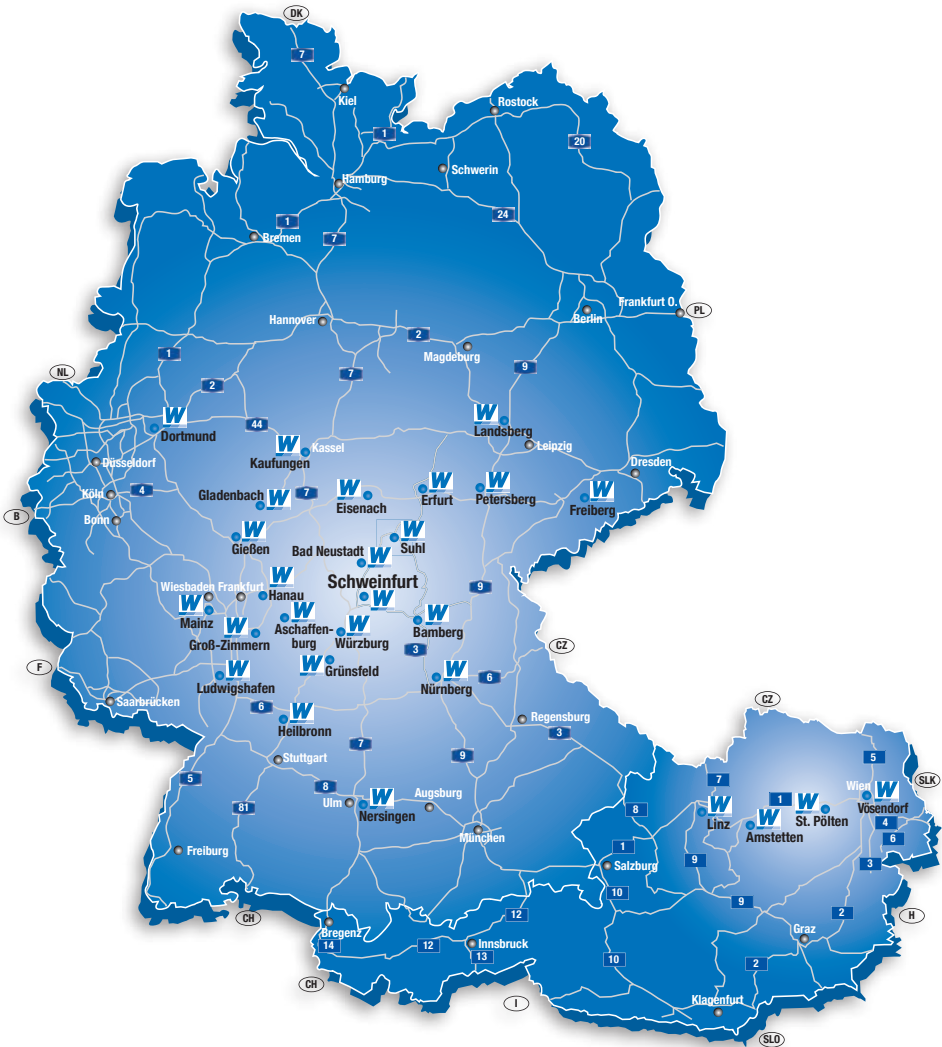 DK
7
Kiel
Rostock
1
20
Schwerin
Hamburg
24
1
Bremen
7
Frankfurt O.
PL
Berlin
Hannover
2
Magdeburg
1
9
NL
2
7
W
W
44
Dortmund
Landsberg
W
Kassel
Leipzig
Kaufungen
Düsseldorf
Dresden
W
W
W
W
Köln
4
Gladenbach
W
7
Eisenach
Erfurt
Petersberg
Freiberg
B
Bonn
W
Gießen
W
Suhl
Bad Neustadt
W
Schweinfurt
W
Wiesbaden
Frankfurt
W
Hanau
9
W
Mainz
W
Aschaffen-
burg
W
Würzburg
W
Bamberg
W
Groß-Zimmern
3
CZ
F
W
Ludwigshafen
W
Grünsfeld
W
Nürnberg
6
Saarbrücken
6
W
Heilbronn
Regensburg
3
CZ
7
9
5
Stuttgart
5
7
SLK
8
81
Ulm
W
Nersingen
Augsburg
8
W
Linz
W
Amstetten
1
W
St. Pölten
Wien
W
Vösendorf
4
6
München
Freiburg
1
Salzburg
9
3
10
9
2
H
CH
Bregenz
14
12
12
Innsbruck
13
Graz
10
2
CH
I
Klagenfurt
SLO